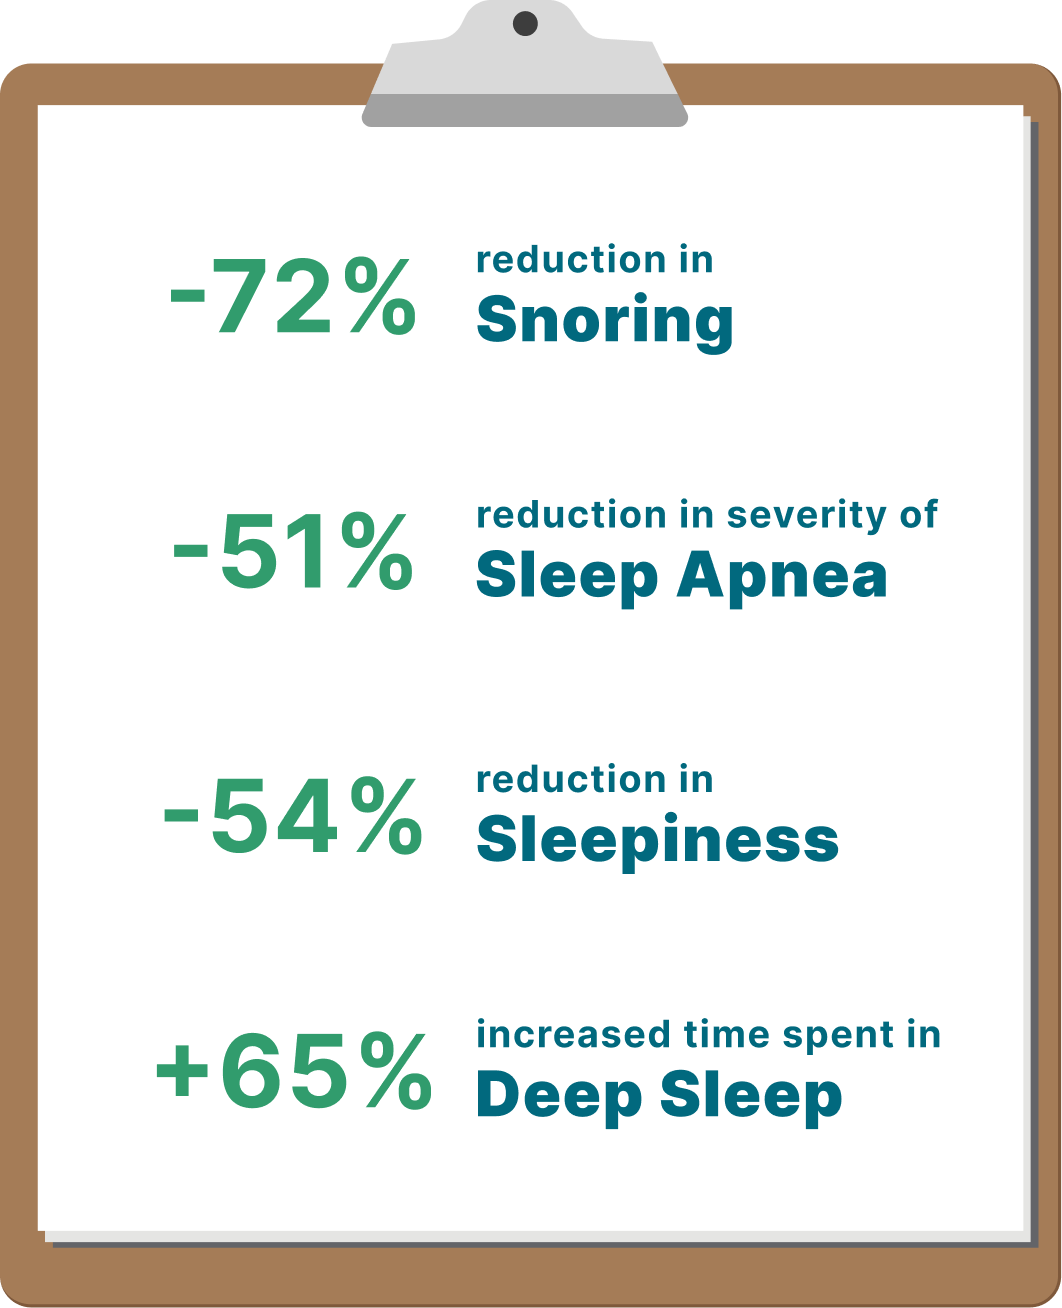 -72%
reduction in
Snoring
-51%
reduction in severity of
Sleep Apnea
-54%
reduction in
Sleepiness
+65%
increased time spent in
Deep Sleep